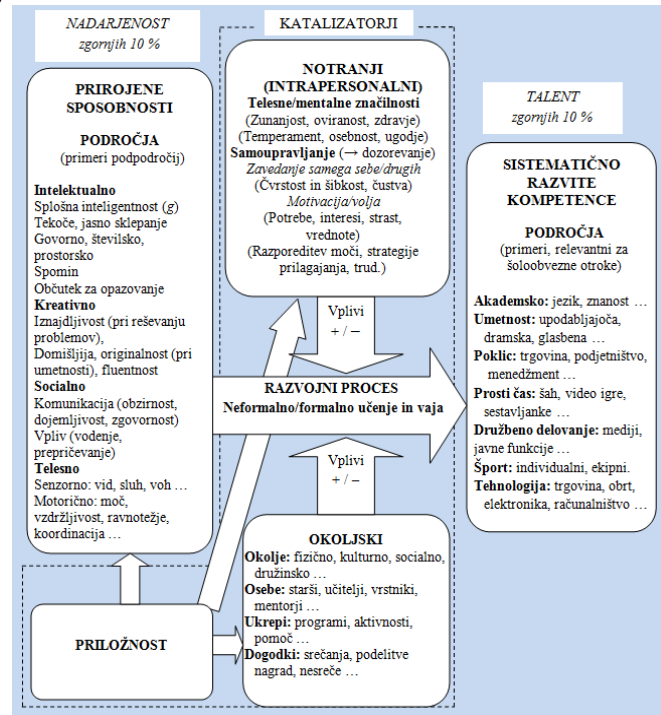 NADARJENOST
zgornjih 10 %
PRIROJENE
SPOSOBNOSTI
PODROČJA
(primeri podpodročij)
Intelektualno
Splošna inteligentnost (g)
Tekoče, jasno sklepanje
Govorno, številsko,
prostorsko
Spomin
Občutek za opazovanje
Kreativno
Iznajdljivost (pri reševanju
problemov),
Domišljija, originalnost (pri
umetnosti), fluentnost
Socialno
Komunikacija (obzirnost,
dojemljivost, zgovornost)
Vpliv (vodenje,
prepričevanje)
Telesno
Senzorno: vid, sluh, voh …
Motorično: moč,
vzdržljivost, ravnotežje,
koordinacija …
PRILOŽNOST
KATALIZATORJI
NOTRANJI
(INTRAPERSONALNI)
Telesne/mentalne značilnosti
(Zunanjost, oviranost, zdravje)
(Temperament, osebnost, ugodje)
Samoupravljanje (→ dozorevanje)
Zavedanje samega sebe/drugih
(Čvrstost in šibkost, čustva)
Motivacija/volja
(Potrebe, interesi, strast,
vrednote)
(Razporeditev moči, strategije
prilagajanja, trud.)
Vplivi
+ / –
RAZVOJNI PROCES
Neformalno/formalno učenje in vaja
Vplivi
+ / –
OKOLJSKI
Okolje: fizično, kulturno, socialno,
družinsko …
Osebe: starši, učitelji, vrstniki,
mentorji …
Ukrepi: programi, aktivnosti,
pomoč …
Dogodki: srečanja, podelitve
nagrad, nesreče …
TALENT
zgornjih 10 %
SISTEMATIČNO
RAZVITE
KOMPETENCE
PODROČJA
(primeri, relevantni za
šoloobvezne otroke)
Akademsko: jezik, znanost …
Umetnost: upodabljajoča,
dramska, glasbena …
Poklic: trgovina, podjetništvo,
menedžment …
Prosti čas: šah, video igre,
sestavljanke …
Družbeno delovanje: mediji,
javne funkcije …
Šport: individualni, ekipni.
Tehnologija: trgovina, obrt,
elektronika, računalništvo …